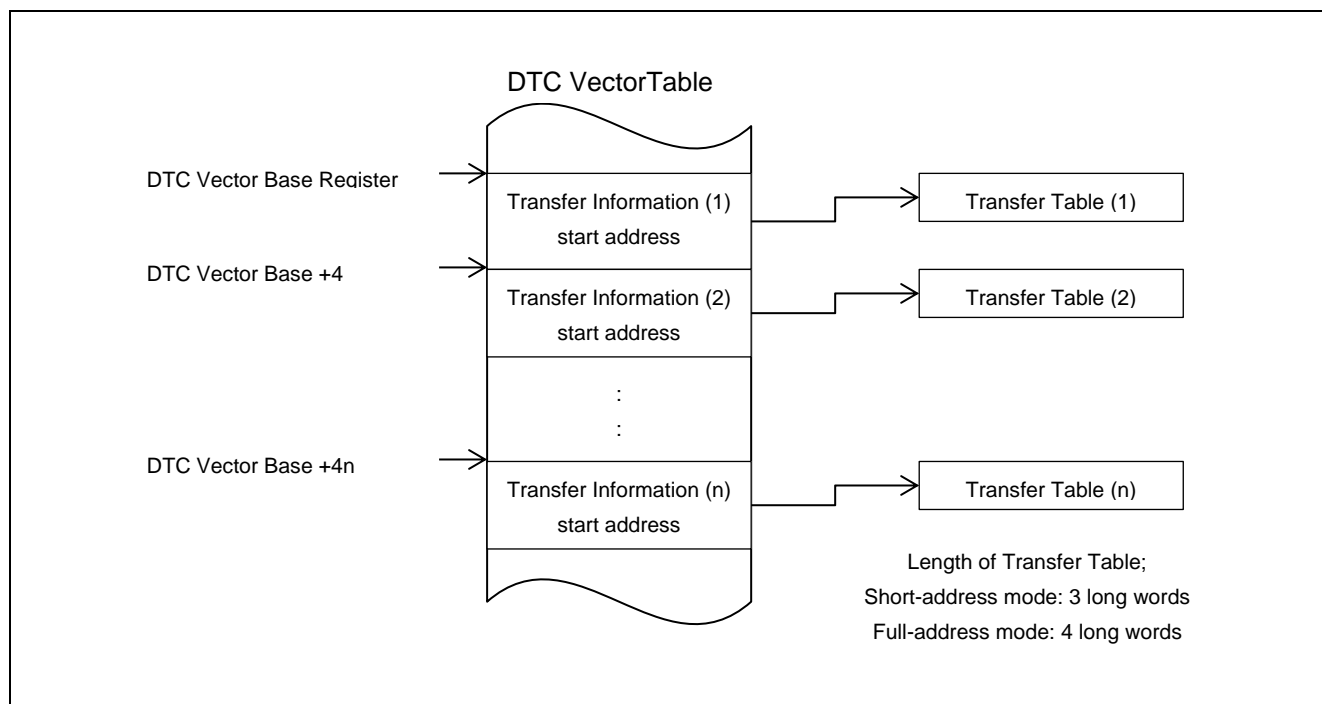 DTC VectorTable
DTC Vector Base Register
Transfer Information (1)
start address
Transfer Table (1)
DTC Vector Base +4
Transfer Information (2)
start address
Transfer Table (2)
:
:
DTC Vector Base +4n
Transfer Information (n)
start address
Transfer Table (n)
Length of Transfer Table;
Short-address mode: 3 long words
Full-address mode: 4 long words